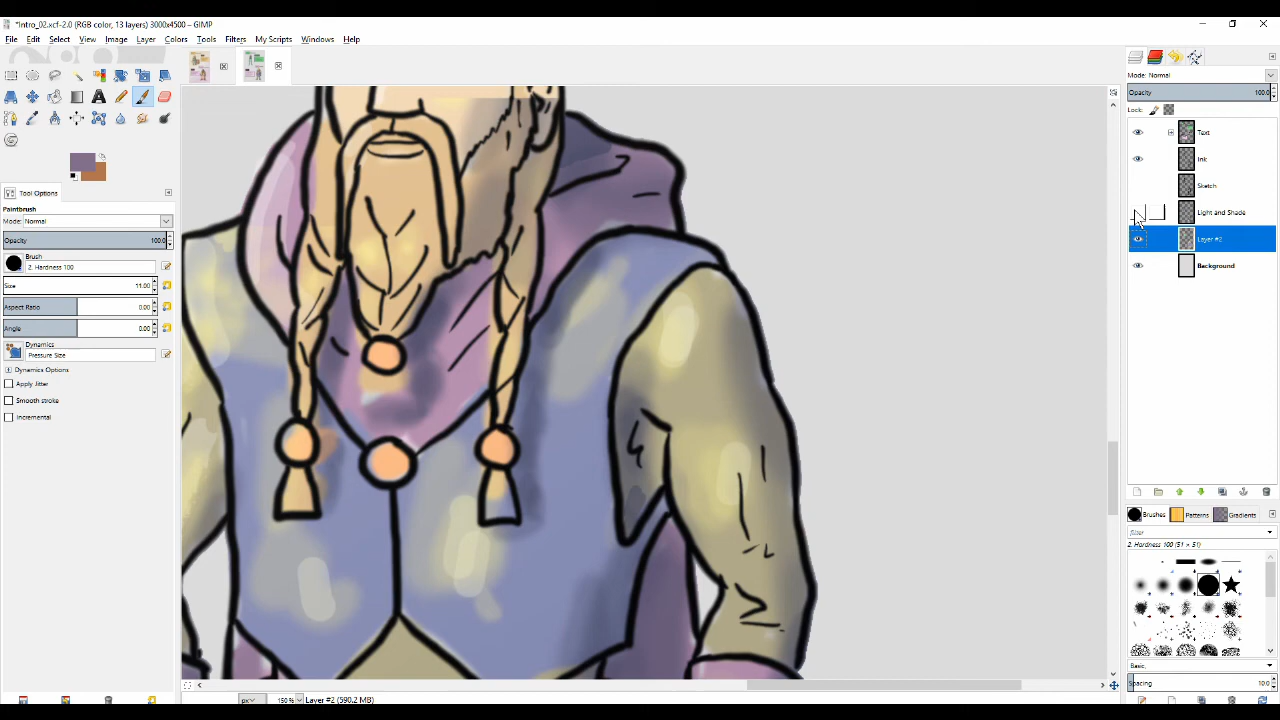 *Intro_02.xcf-2.0 (RGB color, 13 layers) 3000x4500 – GIMP
File Edit Select View Image Layer Colors Tools Filters My Scripts Windows Help
Mode: Normal
Opacity 100.0
Lock:
Text
Ink
Sketch
Light and Shade
Layer #2
Background
Tool Options
Paintbrush
Mode: Normal
Opacity 100.0
Brush
2. Hardness 100
Size 11.00
Aspect Ratio 0.00
Angle 0.00
Dynamics
Pressure Size
Dynamics Options
Apply Jitter
Smooth stroke
Incremental
Brushes Patterns Gradients
filter
2. Hardness 100 (51 × 51)
Basic,
Spacing 10.0
px 150 % Layer #2 (590.2 MB)